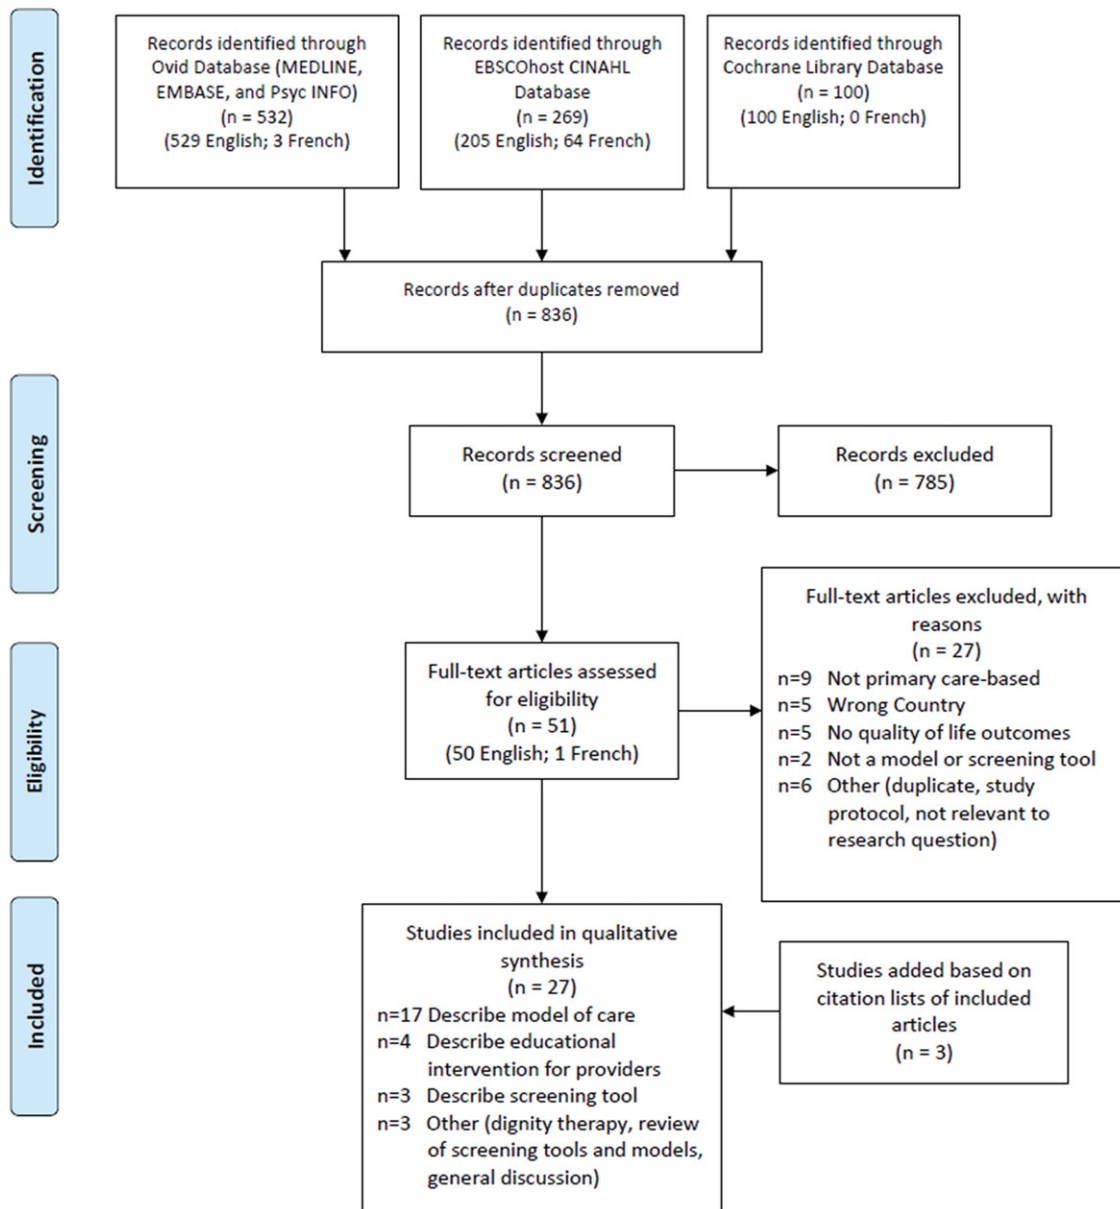 Identification
Records identified through
Ovid Database (MEDLINE,
EMBASE, and Psyc INFO)
(n = 532)
(529 English; 3 French)
Records identified through
EBSCOhost CINAHL
Database
(n = 269)
(205 English; 64 French)
Records identified through
Cochrane Library Database
(n = 100)
(100 English; 0 French)
Records after duplicates removed
(n = 836)
Screening
Records screened
(n = 836)
Records excluded
(n = 785)
Eligibility
Full-text articles assessed
for eligibility
(n = 51)
(50 English; 1 French)
Full-text articles excluded, with
reasons
(n = 27)
n=9 Not primary care-based
n=5 Wrong Country
n=5 No quality of life outcomes
n=2 Not a model or screening tool
n=6 Other (duplicate, study
protocol, not relevant to
research question)
Included
Studies included in qualitative
synthesis
(n = 27)
n=17 Describe model of care
n=4 Describe educational
intervention for providers
n=3 Describe screening tool
n=3 Other (dignity therapy, review
of screening tools and models,
general discussion)
Studies added based on
citation lists of included
articles
(n = 3)